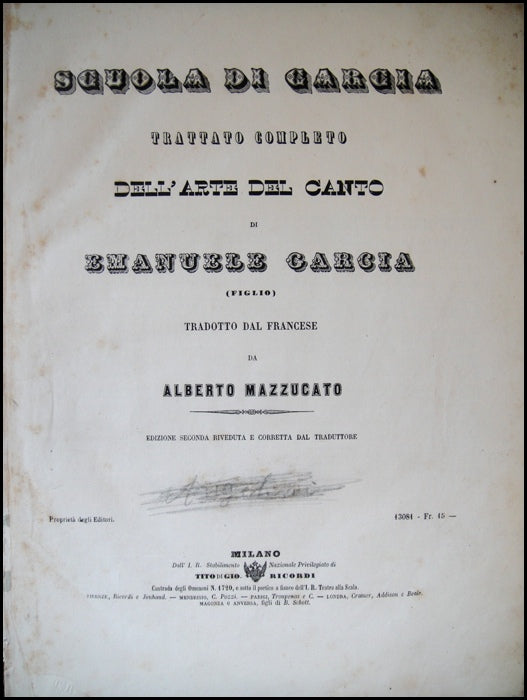 SCUOLA DI GARCIA
TRATTATO COMPLETO
DELL'ARTE DEL CANTO
DI
EMANUELE GARCIA
(FIGLIO)
TRADOTTO DAL FRANCESE
DA
ALBERTO MAZZUCATO
EDIZIONE SECONDA RIVEDUTA E CORRETTA DAL TRADUTTORE
Proprietà degli Editori. 13081 - Fr. 15 —
MILANO
Dall' I. R. Stabilimento Nazionale Privilegiato di
TITO DI GIO. RICORDI
Contrada degli Omenoni N. 1720, e sotto il portico a fianco dell'I. R. Teatro alla Scala.
FIRENZE, Ricordi e Jouhaud. — MENDRISIO, C. Pozzi. — PARIGI, Troupenas e C. — LONDRA, Cramer, Addison e Beale.
MAGONZA e ANVERSA, figli di B. Schott.